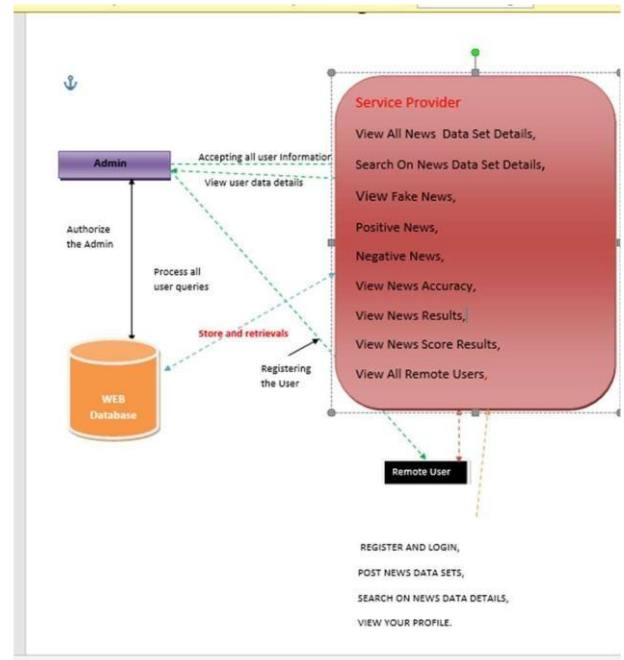 Service Provider
View All News Data Set Details,
Search On News Data Set Details,
View Fake News,
Positive News,
Negative News,
View News Accuracy,
View News Results,
View News Score Results,
View All Remote Users,
Admin
Accepting all user Information
View user data details
Authorize
the Admin
Process all
user queries
Store and retrievals
Registering
the User
WEB
Database
Remote User
REGISTER AND LOGIN,
POST NEWS DATA SETS,
SEARCH ON NEWS DATA DETAILS,
VIEW YOUR PROFILE.